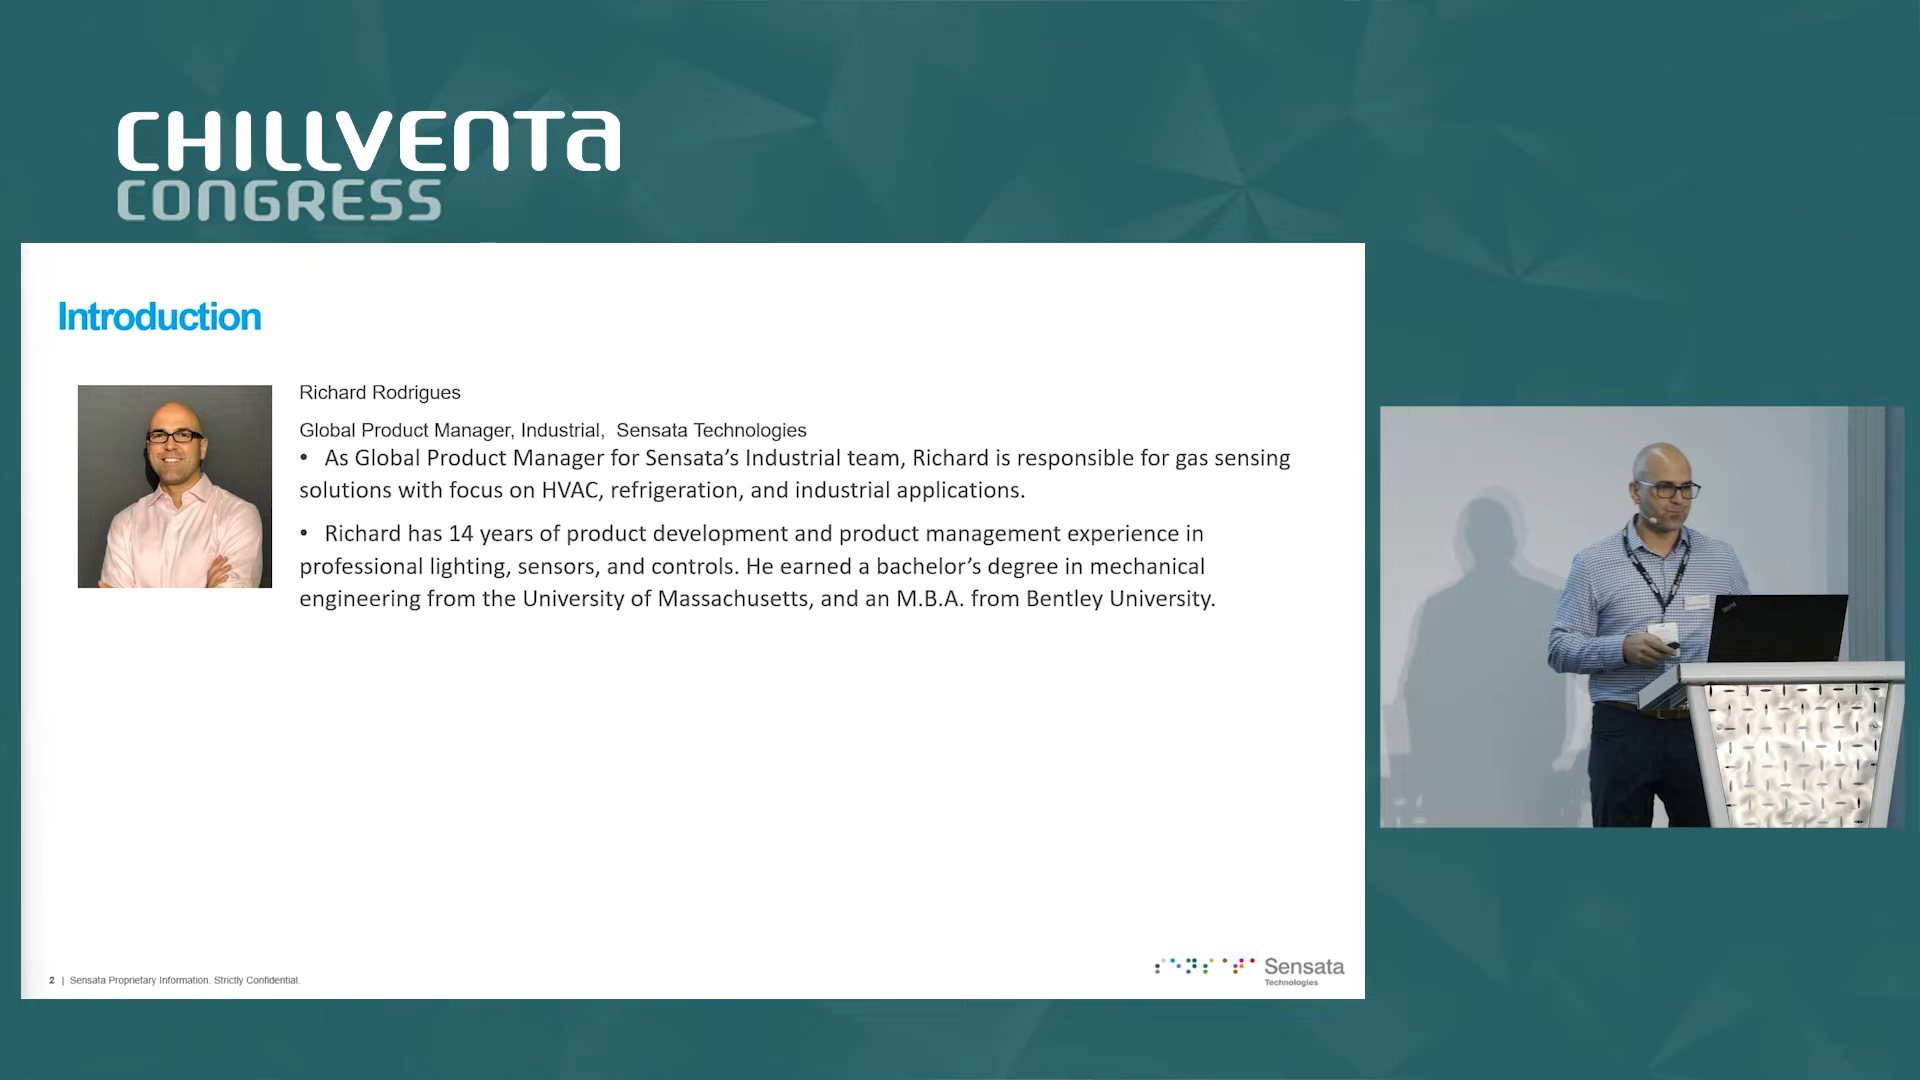 CHILLVENTA
CONGRESS
Introduction
Richard Rodrigues
Global Product Manager, Industrial, Sensata Technologies
• As Global Product Manager for Sensata’s Industrial team, Richard is responsible for gas sensing
solutions with focus on HVAC, refrigeration, and industrial applications.
• Richard has 14 years of product development and product management experience in
professional lighting, sensors, and controls. He earned a bachelor’s degree in mechanical
engineering from the University of Massachusetts, and an M.B.A. from Bentley University.
2 | Sensata Proprietary Information. Strictly Confidential.
Sensata
Technologies